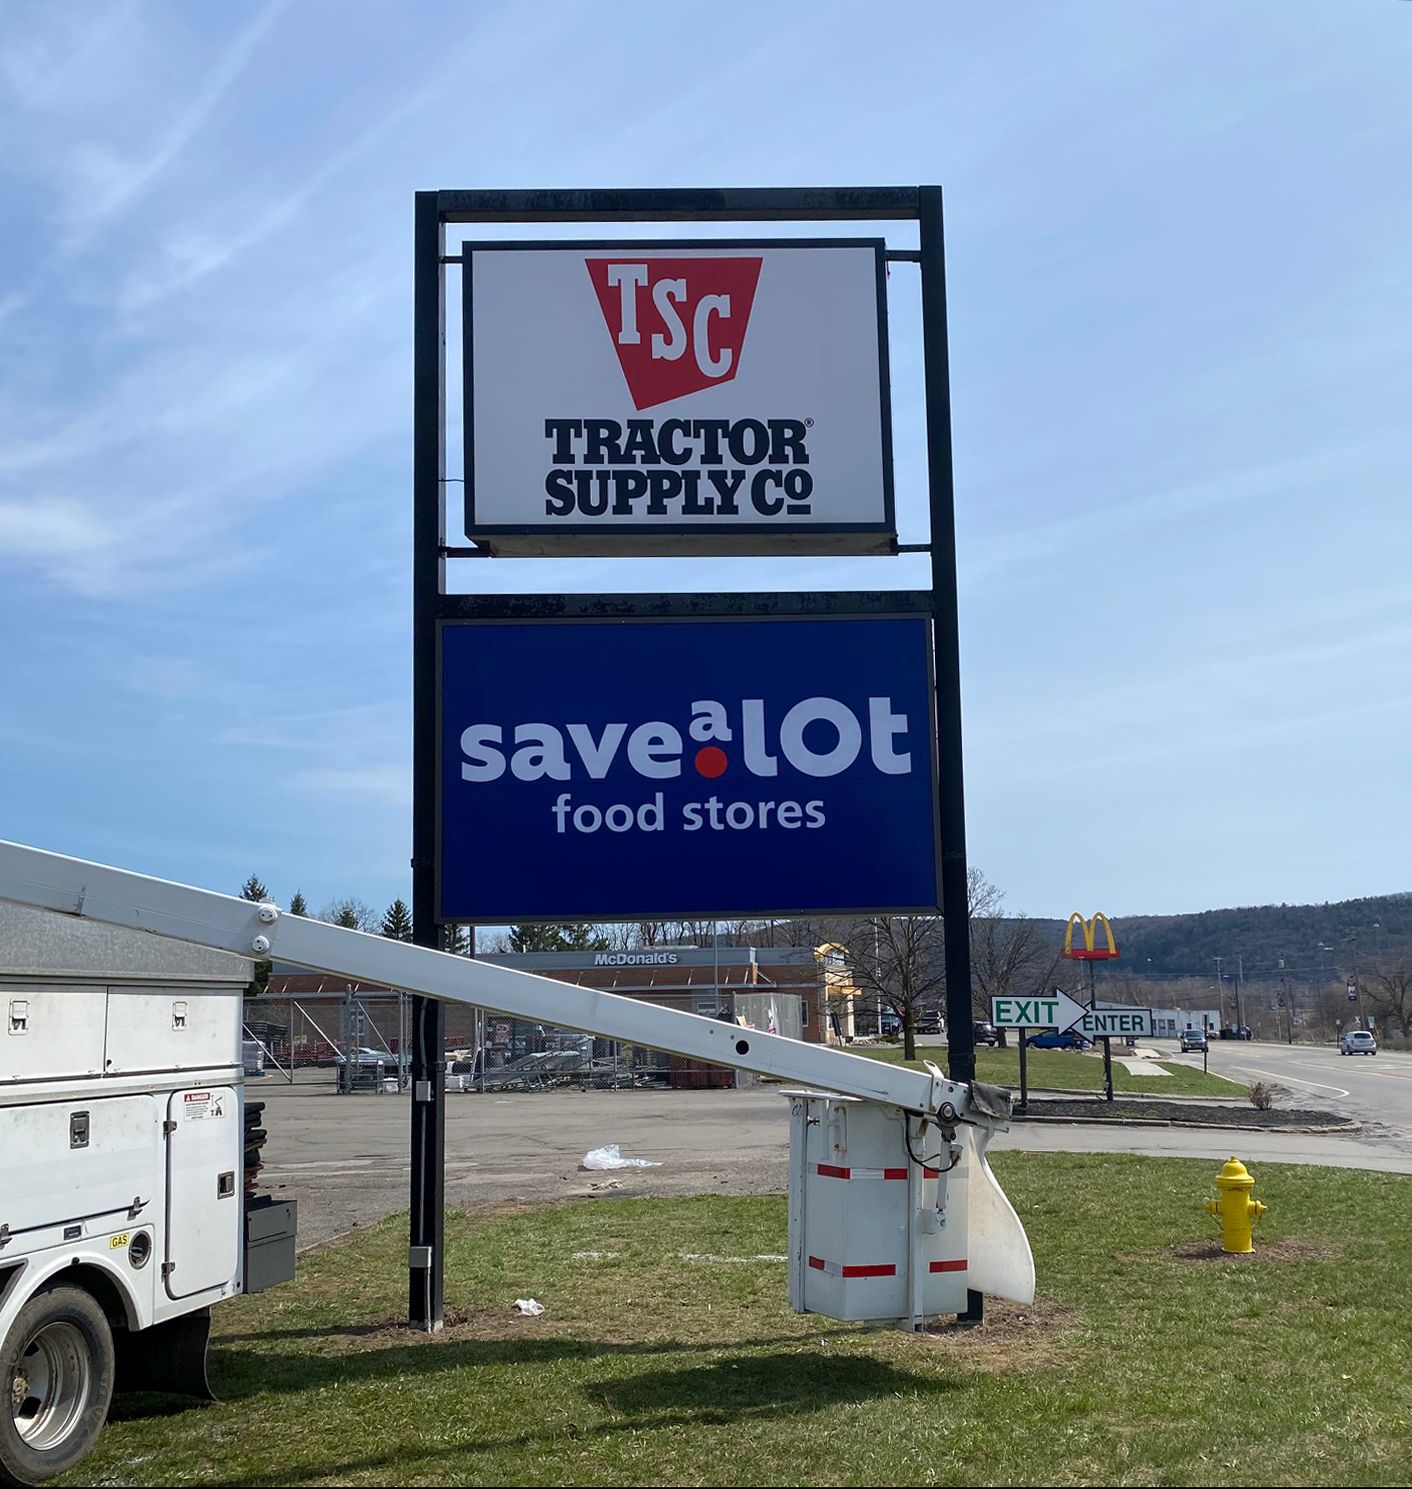 TSC
TRACTOR®
SUPPLY Co
save a lot
food stores
McDonald's
EXIT
ENTER
DANGER
GAS